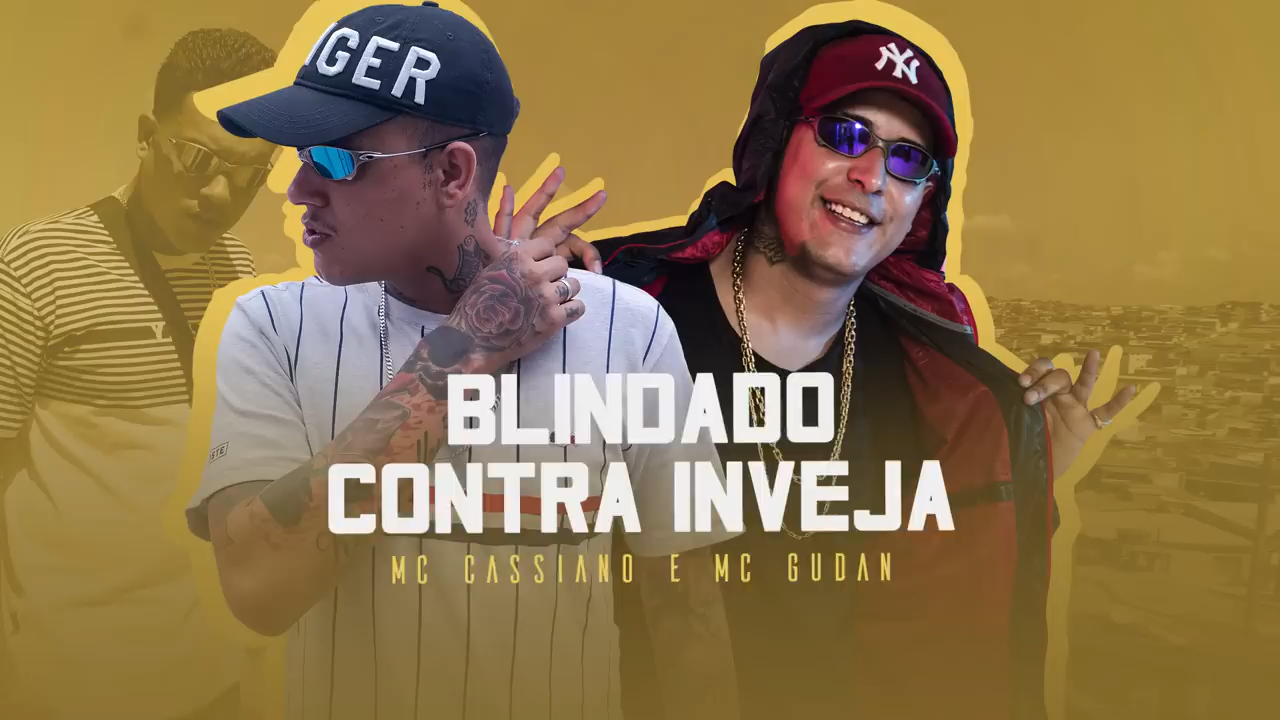 IGER
NY
BLINDADO
CONTRA INVEJA
MC CASSIANO E MC GUDAN